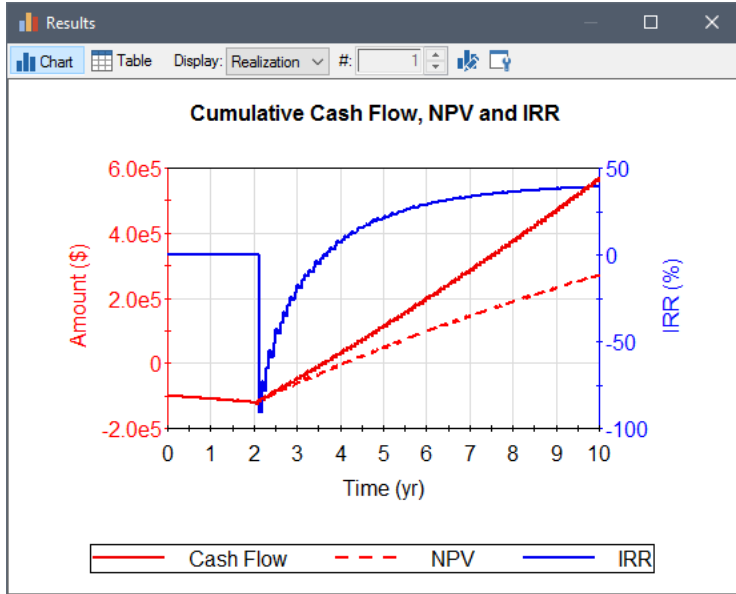 Results
Chart Table Display: Realization #: 1
Cumulative Cash Flow, NPV and IRR
6.0e5 50
4.0e5 0
2.0e5 -50
0
-2.0e5 -100
Amount ($)
IRR (%)
0 1 2 3 4 5 6 7 8 9 10
Time (yr)
Cash Flow NPV IRR